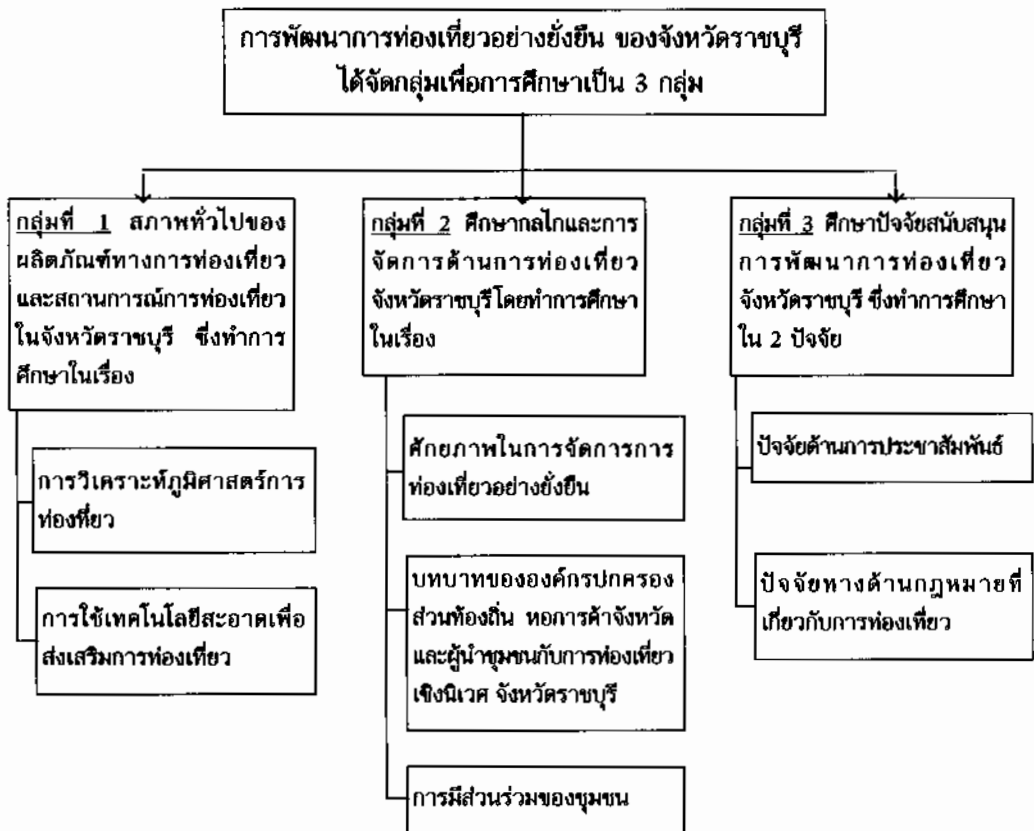 การพัฒนาการท่องเที่ยวอย่างยั่งยืน ของจังหวัดราชบุรี
ได้จัดกลุ่มเพื่อการศึกษาเป็น 3 กลุ่ม
กลุ่มที่ 1 สภาพทั่วไปของ
ผลิตภัณฑ์ทางการท่องเที่ยว
และสถานการณ์การท่องเที่ยว
ในจังหวัดราชบุรี ซึ่งทำการ
ศึกษาในเรื่อง
การวิเคราะห์ภูมิศาสตร์การ
ท่องที่ยว
การใช้เทคโนโลยีสะอาดเพื่อ
ส่งเสริมการท่องเที่ยว
กลุ่มที่ 2 ศึกษากลไกและการ
จัดการด้านการท่องเที่ยว
จังหวัดราชบุรีโดยทำการศึกษา
ในเรื่อง
ศักยภาพในการจัดการการ
ท่องเที่ยวอย่างยั่งยืน
บทบาทขององค์กรปกครอง
ส่วนท้องถิ่น หอการค้าจังหวัด
และผู้นำชุมชนกับการท่องเที่ยว
เชิงนิเวศ จังหวัดราชบุรี
การมีส่วนร่วมของชุมชน
กลุ่มที่ 3 ศึกษาปัจจัยสนับสนุน
การพัฒนาการท่องเที่ยว
จังหวัดราชบุรี ซึ่งทำการศึกษา
ใน 2 ปัจจัย
ปัจจัยด้านการประชาสัมพันธ์
ปัจจัยทางด้านกฎหมายที่
เกี่ยวกับการท่องเที่ยว